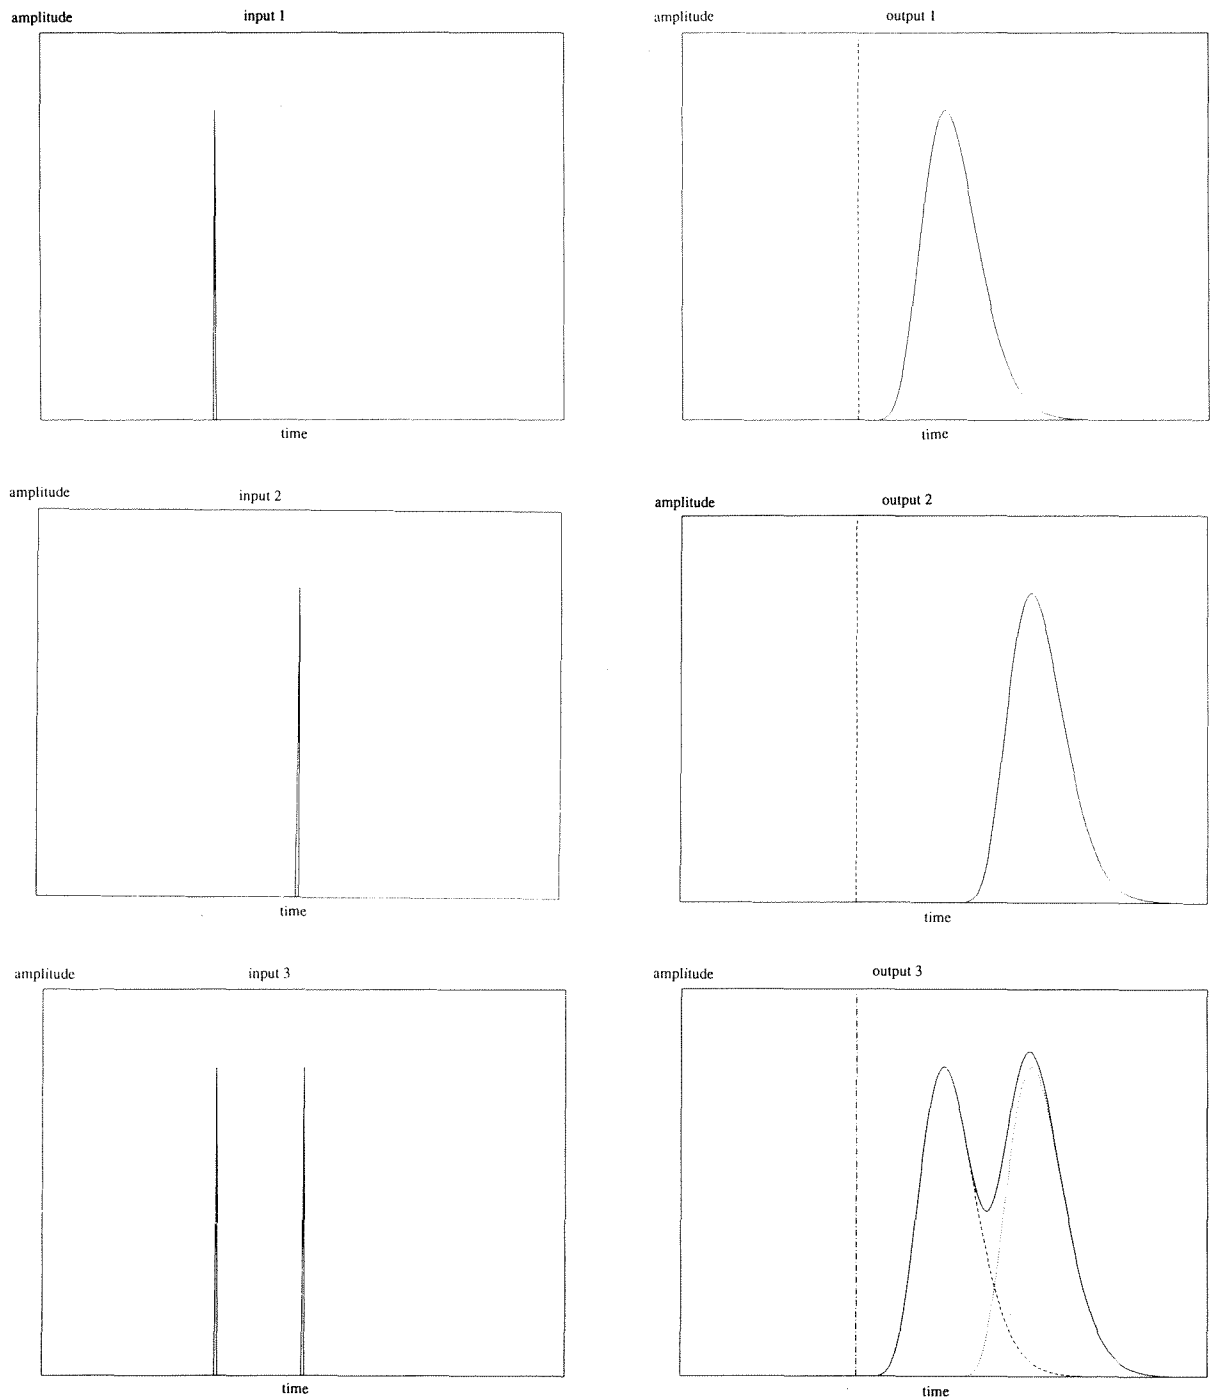 amplitude input 1
time
amplitude output 1
time
amplitude input 2
time
amplitude output 2
time
amplitude input 3
time
amplitude output 3
time